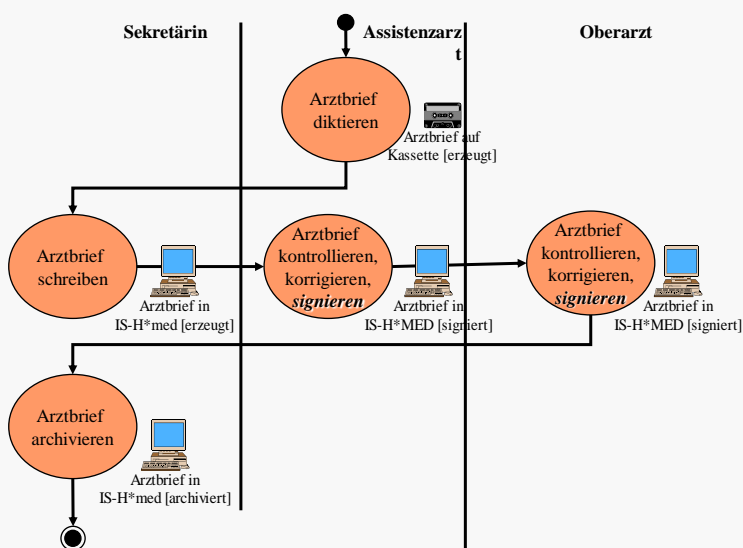 Sekretärin
Assistenzarz
t
Oberarzt
Arztbrief
diktieren
Arztbrief auf
Kassette [erzeugt]
Arztbrief
schreiben
Arztbrief in
IS-H*med [erzeugt]
Arztbrief
kontrollieren,
korrigieren,
signieren
Arztbrief in
IS-H*MED [signiert]
Arztbrief
kontrollieren,
korrigieren,
signieren
Arztbrief in
IS-H*MED [signiert]
Arztbrief
archivieren
Arztbrief in
IS-H*med [archiviert]